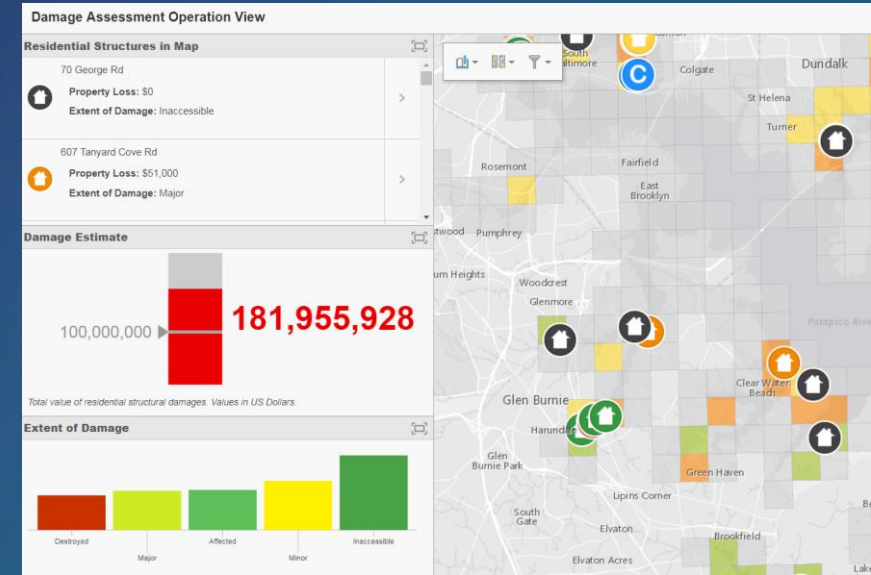 Damage Assessment Operation View
Residential Structures in Map
70 George Rd
Property Loss: $0
Extent of Damage: Inaccessible
607 Tanyard Cove Rd
Property Loss: $51,000
Extent of Damage: Major
Damage Estimate
100,000,000
181,955,928
Total value of residential structural damages. Values in US Dollars.
Extent of Damage
Destroyed
Major
Affected
Minor
Inaccessible
South
C
Colgate
Dundalk
St Helena
Turner
Rosemont
Fairfield
East
Brooklyn
Pumphrey
um Heights
Woodcrest
Glenmore
Patapsco Rive
Clear Water
Beach
Glen Burnie
Glen
Burnie Park
Green Haven
Lipins Corner
South
Gate
Elvaton
Brookfield
Elvaton Acres